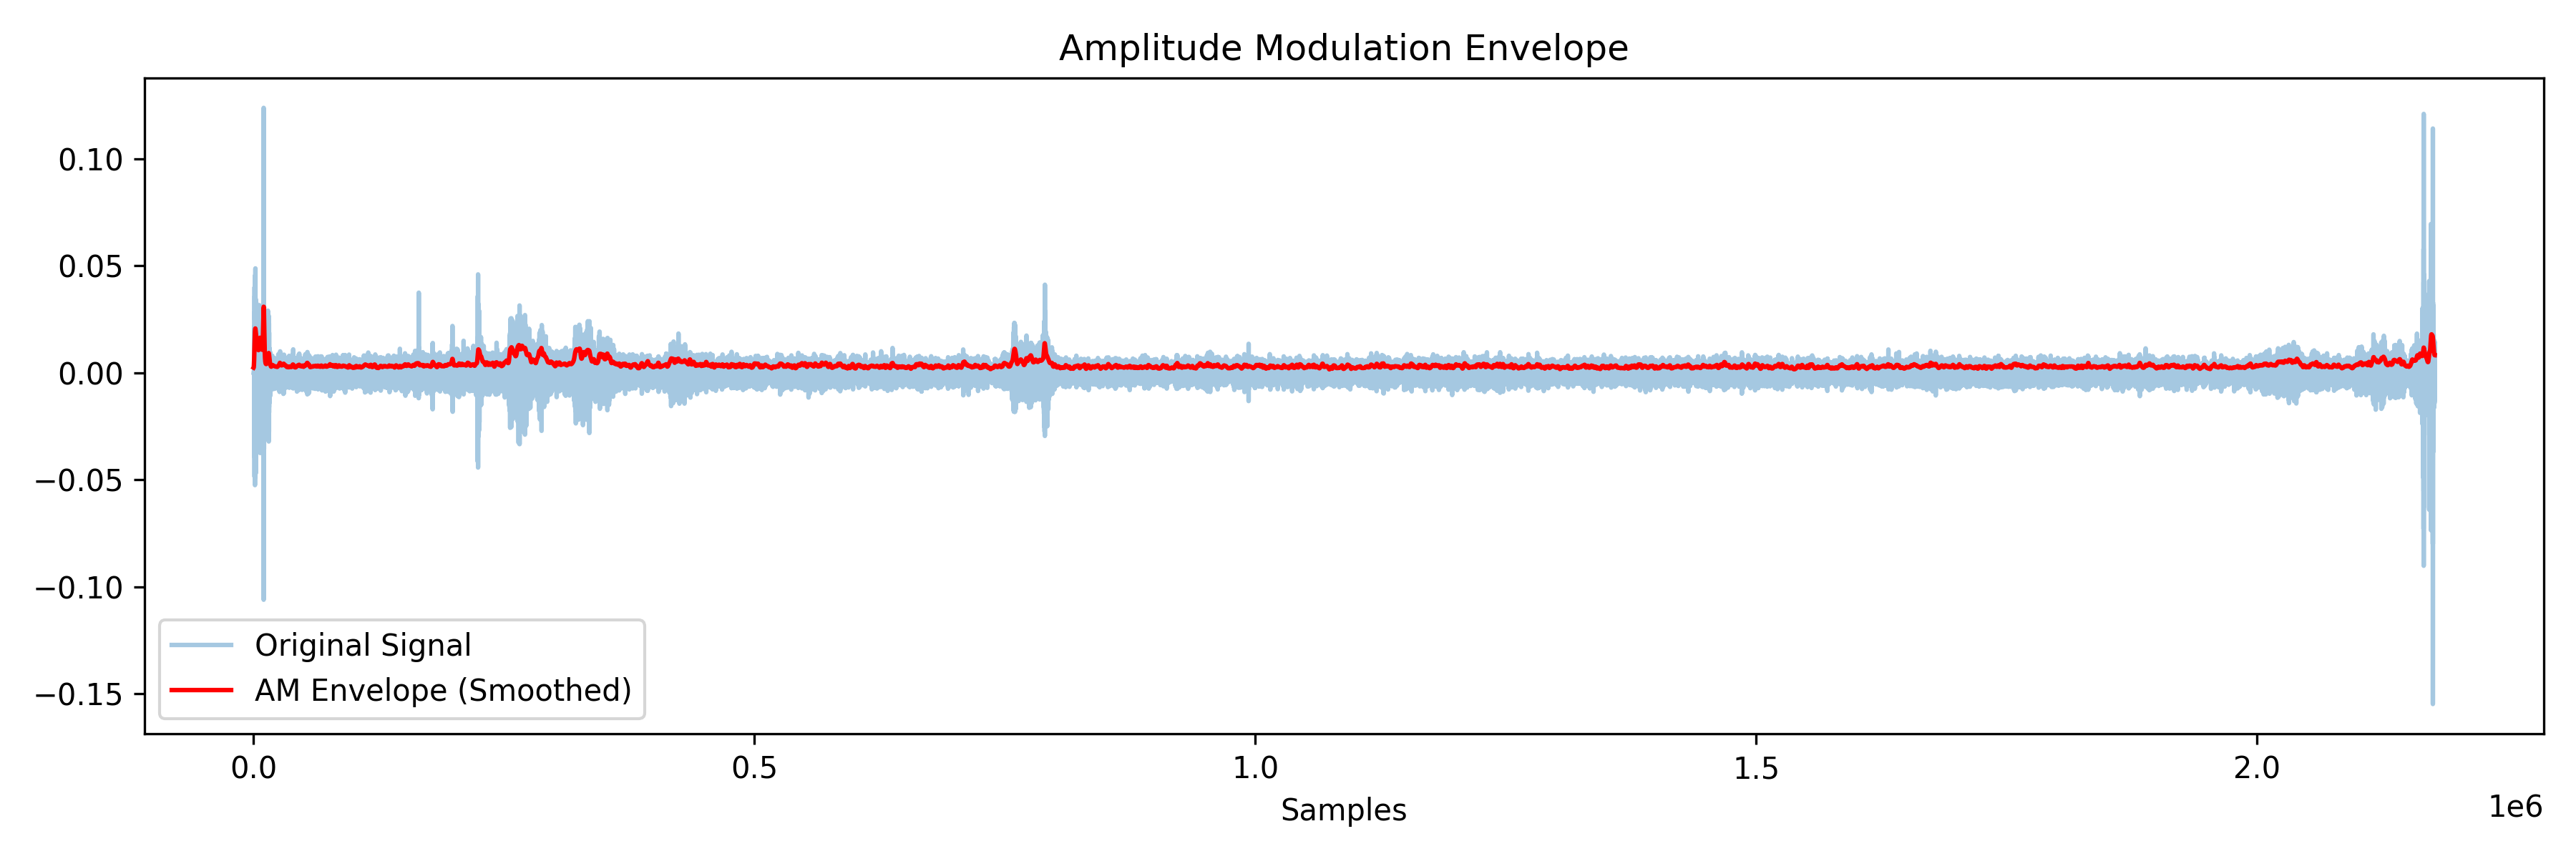 Amplitude Modulation Envelope
0.10
0.05
0.00
−0.05
−0.10
−0.15
Original Signal
AM Envelope (Smoothed)
0.0 0.5 1.0 1.5 2.0
1e6
Samples